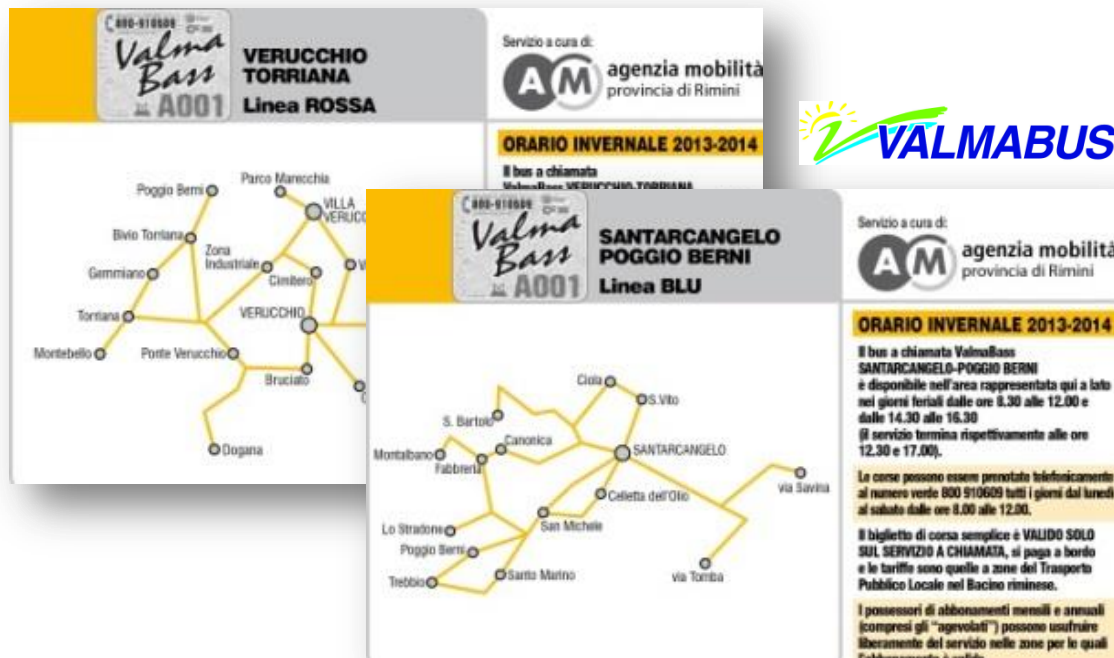 800-910609
Valma
Bass
A001
VERUCCHIO
TORRIANA
Linea ROSSA
Servizio a cura di:
AM
agenzia mobilità
provincia di Rimini
ORARIO INVERNALE 2013-2014
Il bus a chiamata
ValmaBass VERUCCHIO-TORRIANA
Poggio Berni
Parco Marecchia
VILLA
Bivio Torriana
Zona
Industriale
Gemmiano
Cimitero
Torriana
VERUCCHIO
Montebello
Ponte Verucchio
Bruciato
Dogana
VALMABUS
800-910609
Valma
Bass
A001
SANTARCANGELO
POGGIO BERNI
Linea BLU
Servizio a cura di:
AM
agenzia mobilità
provincia di Rimini
Ciola
S.Vito
S. Bartolo
Canonica
SANTARCANGELO
Montalbano
Fabbreria
via Savina
Celletta dell'Olio
Lo Stradone
San Michele
Poggio Berni
Trebbio
Santo Marino
via Tomba
ORARIO INVERNALE 2013-2014
Il bus a chiamata ValmaBass
SANTARCANGELO-POGGIO BERNI
è disponibile nell'area rappresentata qui a lato
nei giorni feriali dalle ore 8.30 alle 12.00 e
dalle 14.30 alle 16.30
(il servizio termina rispettivamente alle ore
12.30 e 17.00).
Le corse possono essere prenotate telefonicamente
al numero verde 800 910609 tutti i giorni dal lunedì
al sabato dalle ore 8.00 alle 12.00.
Il biglietto di corsa semplice è VALIDO SOLO
SUL SERVIZIO A CHIAMATA, si paga a bordo
e le tariffe sono quelle a zone del Trasporto
Pubblico Locale nel Bacino riminese.
I possessori di abbonamenti mensili e annuali
(compresi gli "agevolati") possono usufruire
liberamente del servizio nelle zone per le quali
l'abbonamento è valido